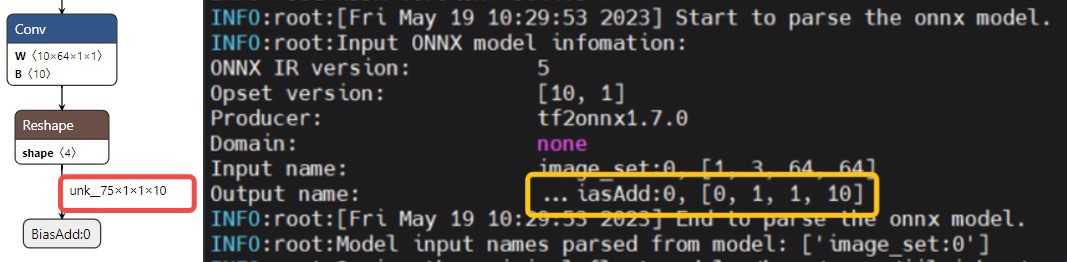 Conv
W 〈10×64×1×1〉
B 〈10〉
Reshape
shape 〈4〉
unk__75×1×1×10
BiasAdd:0
INFO:root:[Fri May 19 10:29:53 2023] Start to parse the onnx model.
INFO:root:Input ONNX model infomation:
ONNX IR version: 5
Opset version: [10, 1]
Producer: tf2onnx1.7.0
Domain: none
Input name: image_set:0, [1, 3, 64, 64]
Output name: ...iasAdd:0, [0, 1, 1, 10]
INFO:root:[Fri May 19 10:29:53 2023] End to parse the onnx model.
INFO:root:Model input names parsed from model: ['image_set:0']